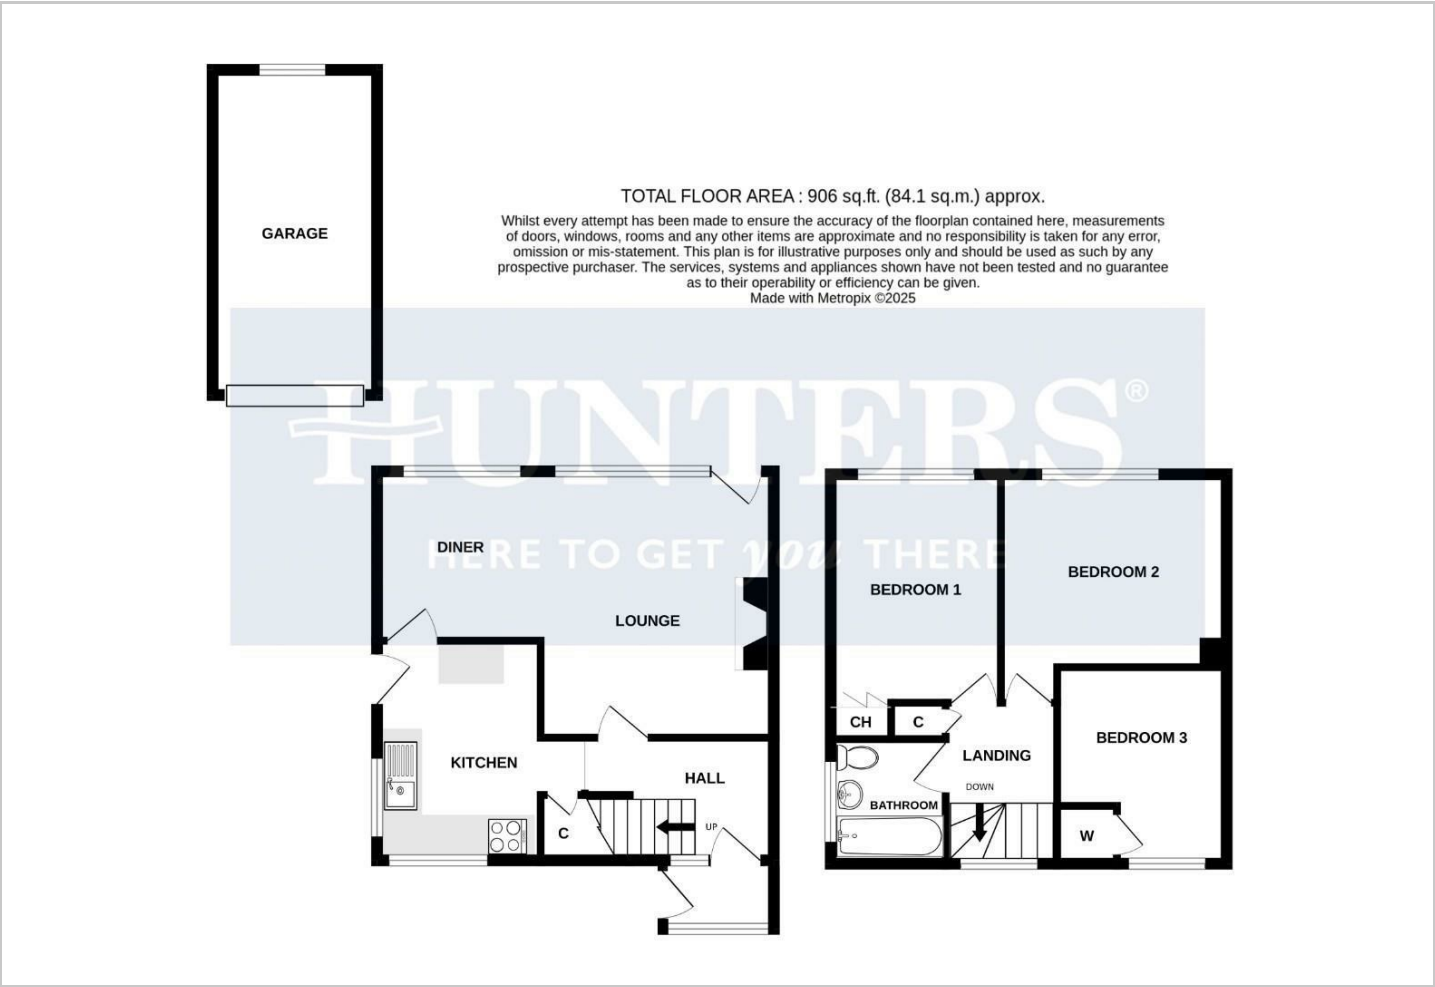 TOTAL FLOOR AREA : 906 sq.ft. (84.1 sq.m.) approx.
Whilst every attempt has been made to ensure the accuracy of the floorplan contained here, measurements
of doors, windows, rooms and any other items are approximate and no responsibility is taken for any error,
omission or mis-statement. This plan is for illustrative purposes only and should be used as such by any
prospective purchaser. The services, systems and appliances shown have not been tested and no guarantee
as to their operability or efficiency can be given.
Made with Metropix ©2025
GARAGE
HUNTERS®
HERE TO GET you THERE
DINER
LOUNGE
KITCHEN
HALL
UP
C
BEDROOM 1
BEDROOM 2
CH
C
LANDING
BEDROOM 3
DOWN
BATHROOM
W